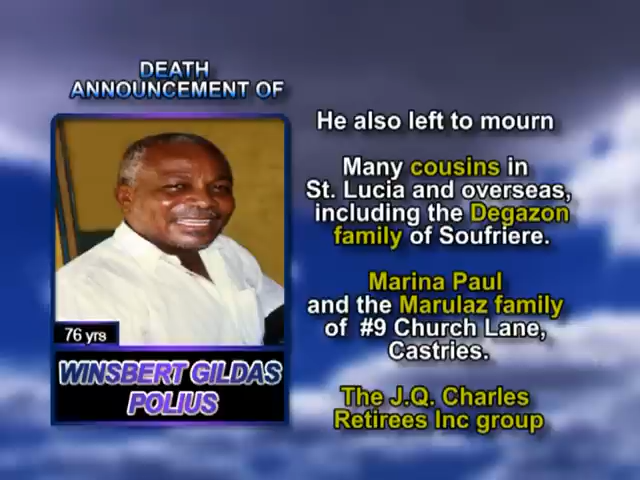 DEATH
ANNOUNCEMENT OF
76 yrs
WINSBERT GILDAS
POLIUS
He also left to mourn
Many cousins in
St. Lucia and overseas,
including the Degazon
family of Soufriere.
Marina Paul
and the Marulaz family
of #9 Church Lane,
Castries.
The J.Q. Charles
Retirees Inc group